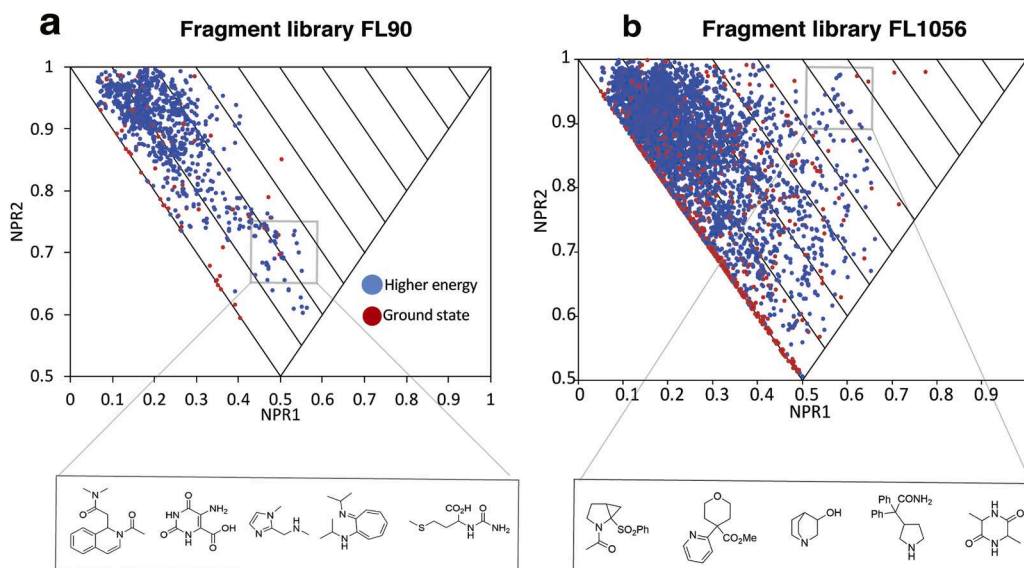 a
Fragment library FL90
1
0.9
0.8
0.7
0.6
0.5
NPR2
0
0.1
0.2
0.3
0.4
0.5
0.6
0.7
0.8
0.9
1
NPR1
Higher energy
Ground state
N
O
N
O
O
HN
O
N
H
NH2
OH
O
N
N
N
H
N
N
H
S
CO2H
N
H
O
NH2
b
Fragment library FL1056
1
0.9
0.8
0.7
0.6
0.5
NPR2
0
0.1
0.2
0.3
0.4
0.5
0.6
0.7
0.8
0.9
NPR1
N
SO2Ph
O
O
N
CO2Me
OH
N
Ph
Ph
CONH2
N
H
H
N
O
O
N
H